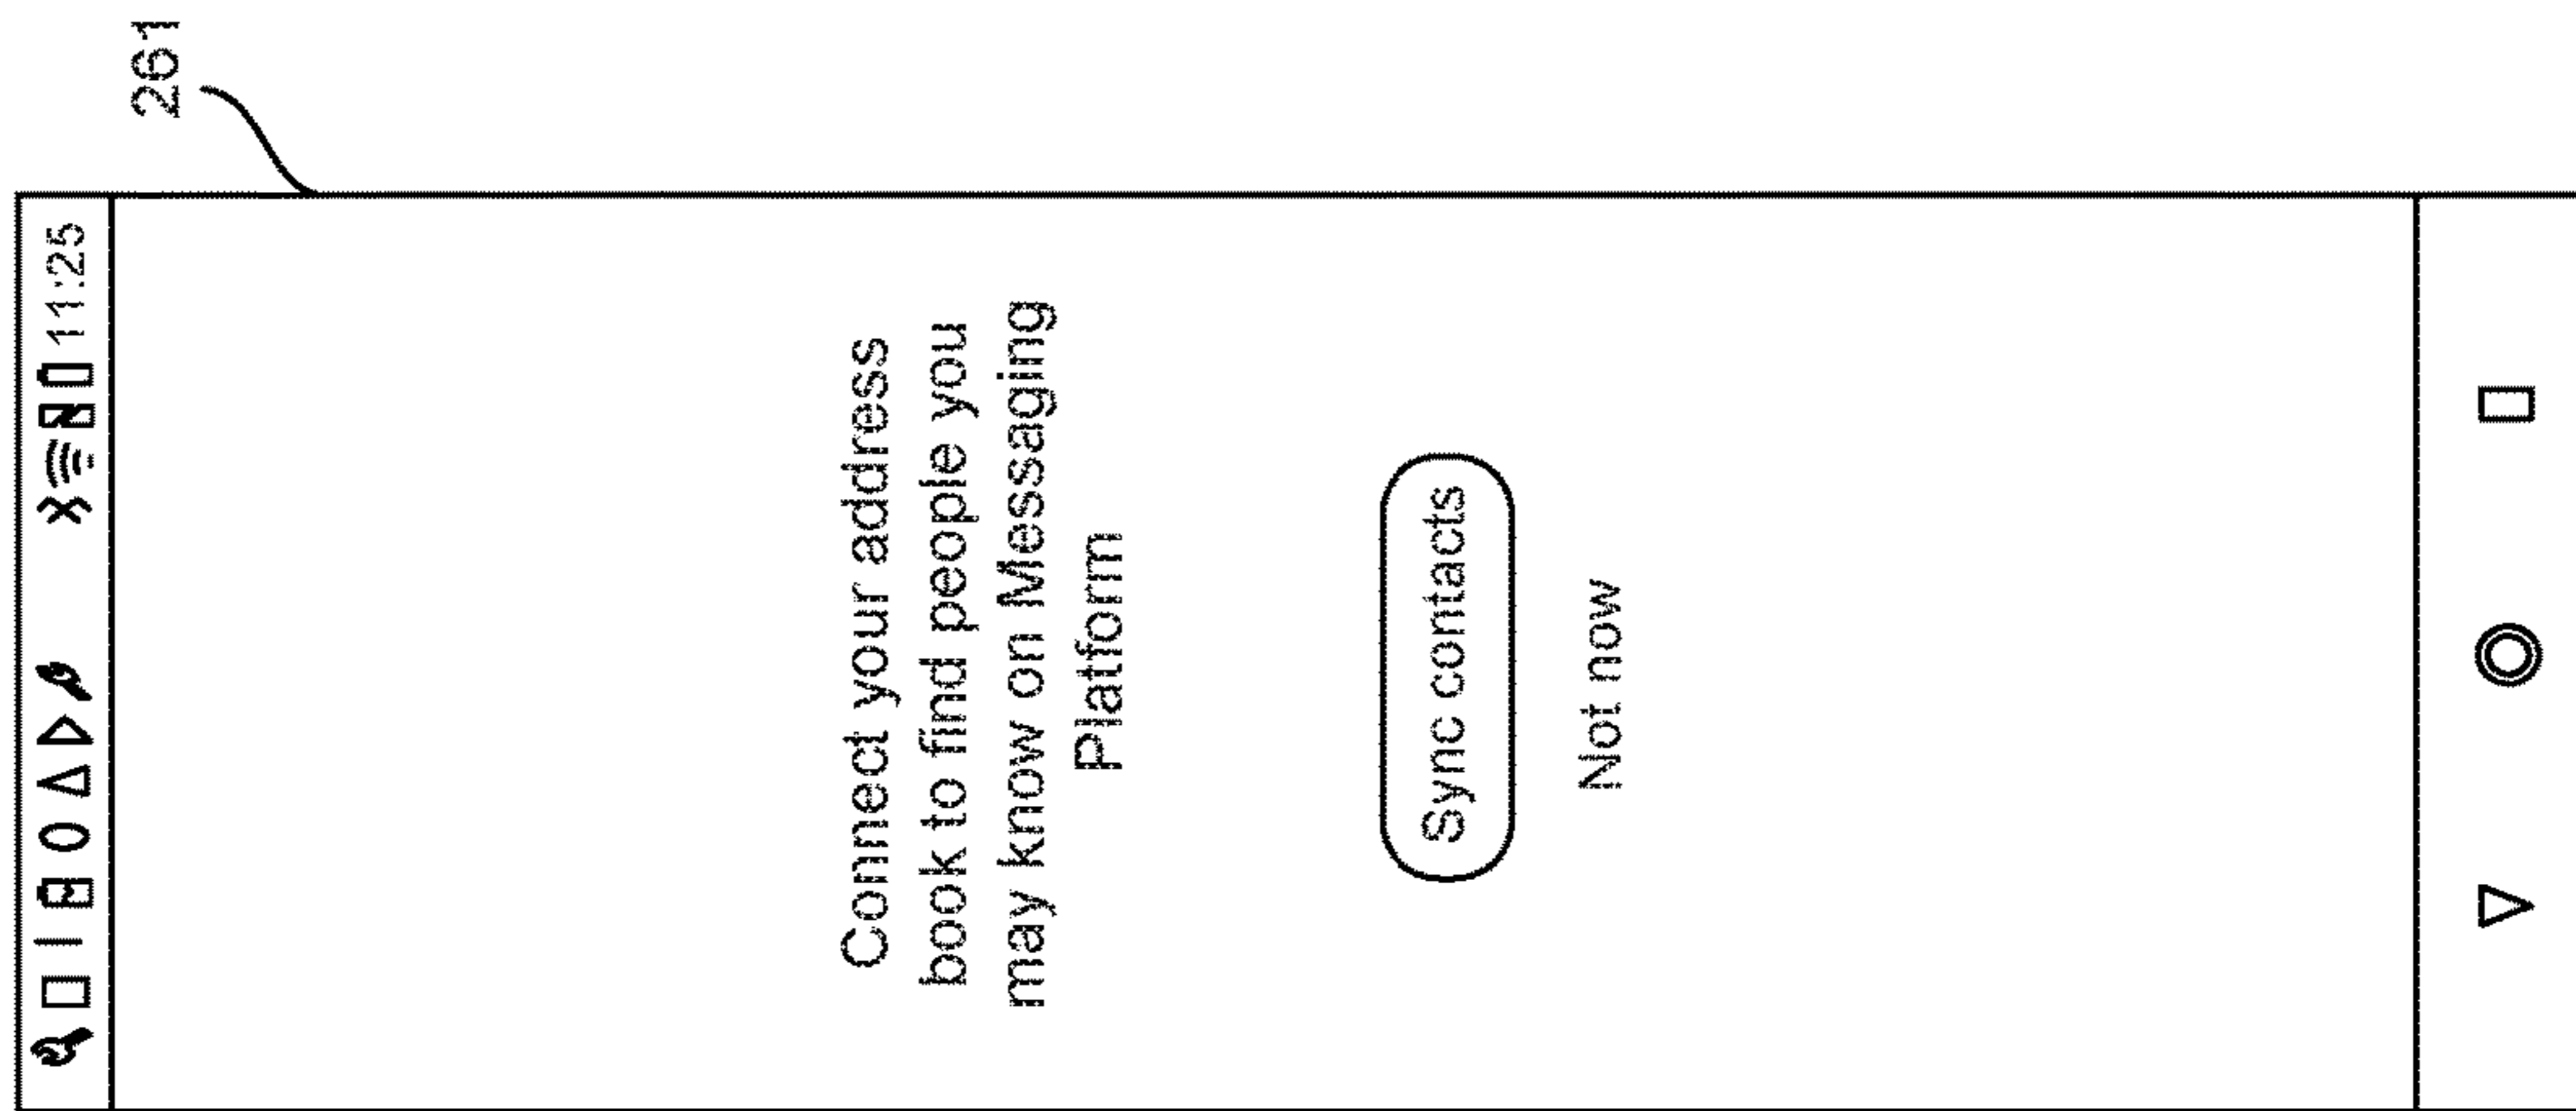 261
11:25
Connect your address
book to find people you
may know on Messaging
Platform
Sync contacts
Not now